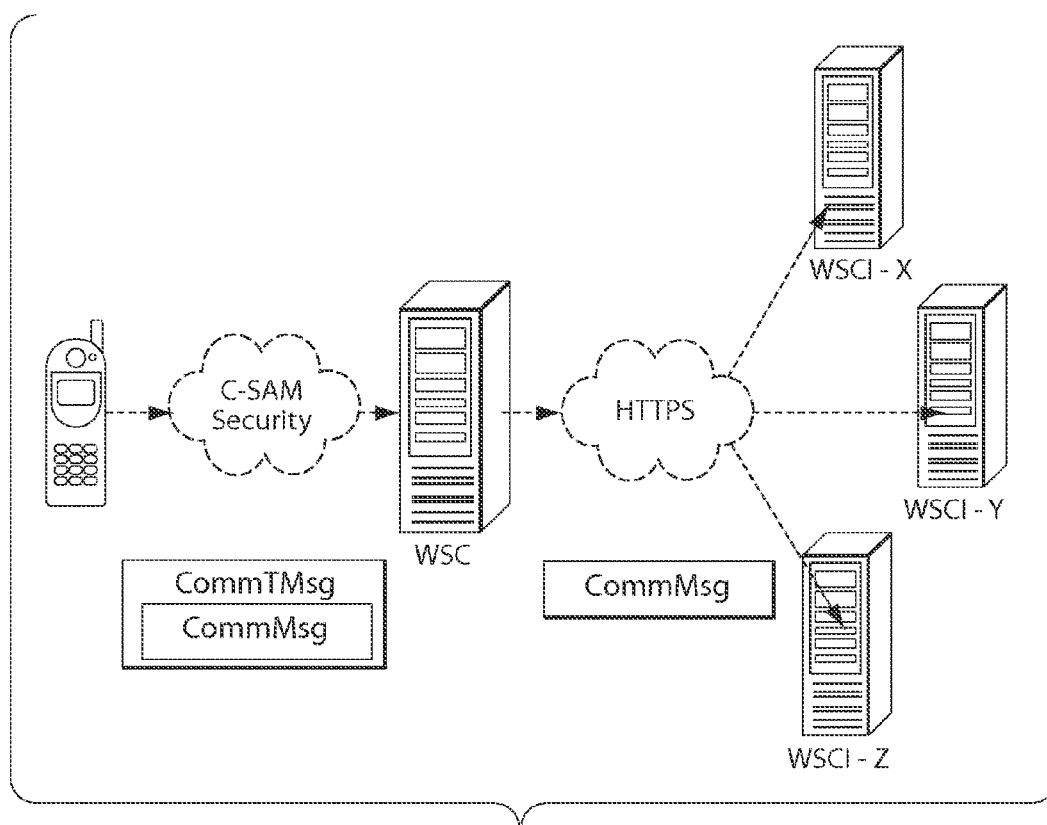 WSCI - X
C-SAM
Security
HTTPS
WSCI - Y
WSC
CommTMsg
CommMsg
CommMsg
WSCI - Z